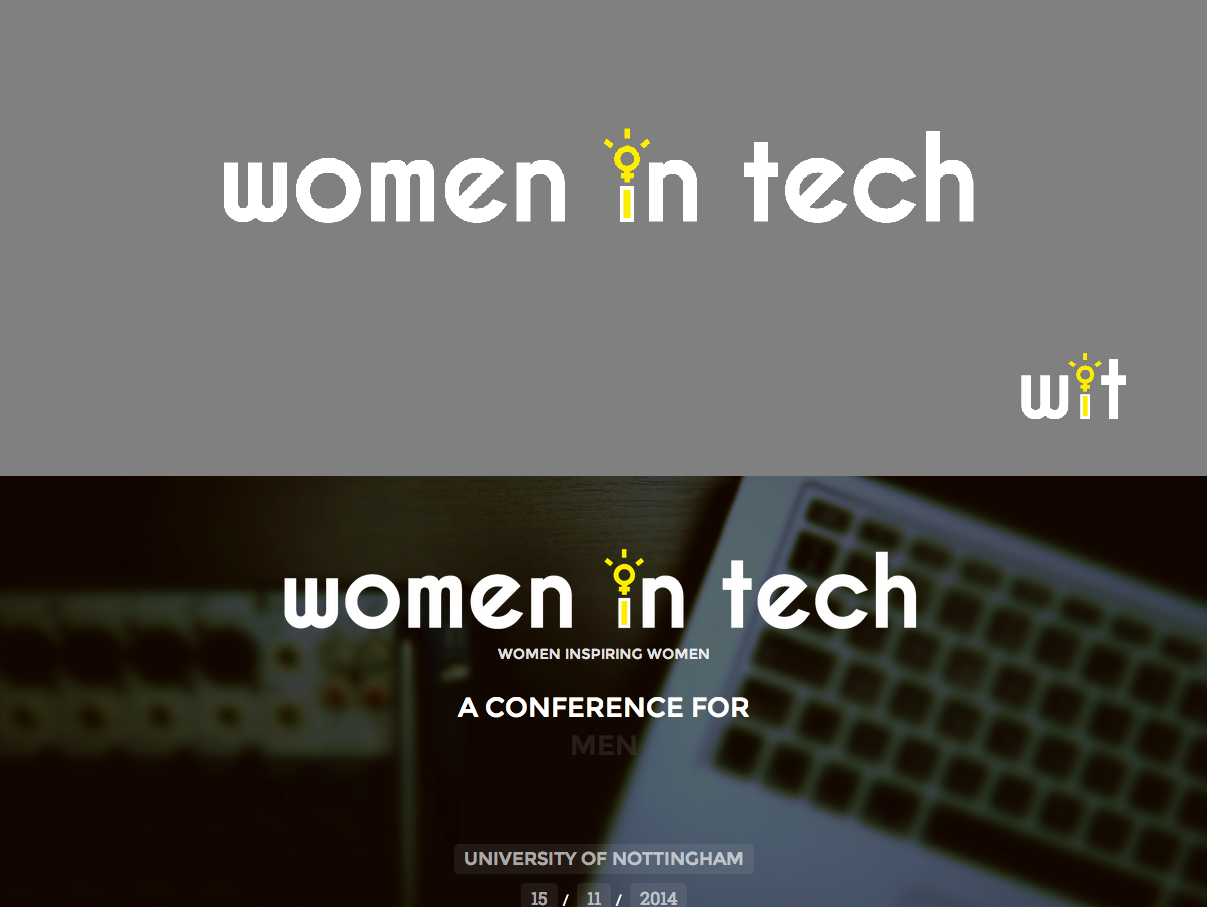 women in tech
wit
women in tech
WOMEN INSPIRING WOMEN
A CONFERENCE FOR
MEN
UNIVERSITY OF NOTTINGHAM
15 / 11 / 2014